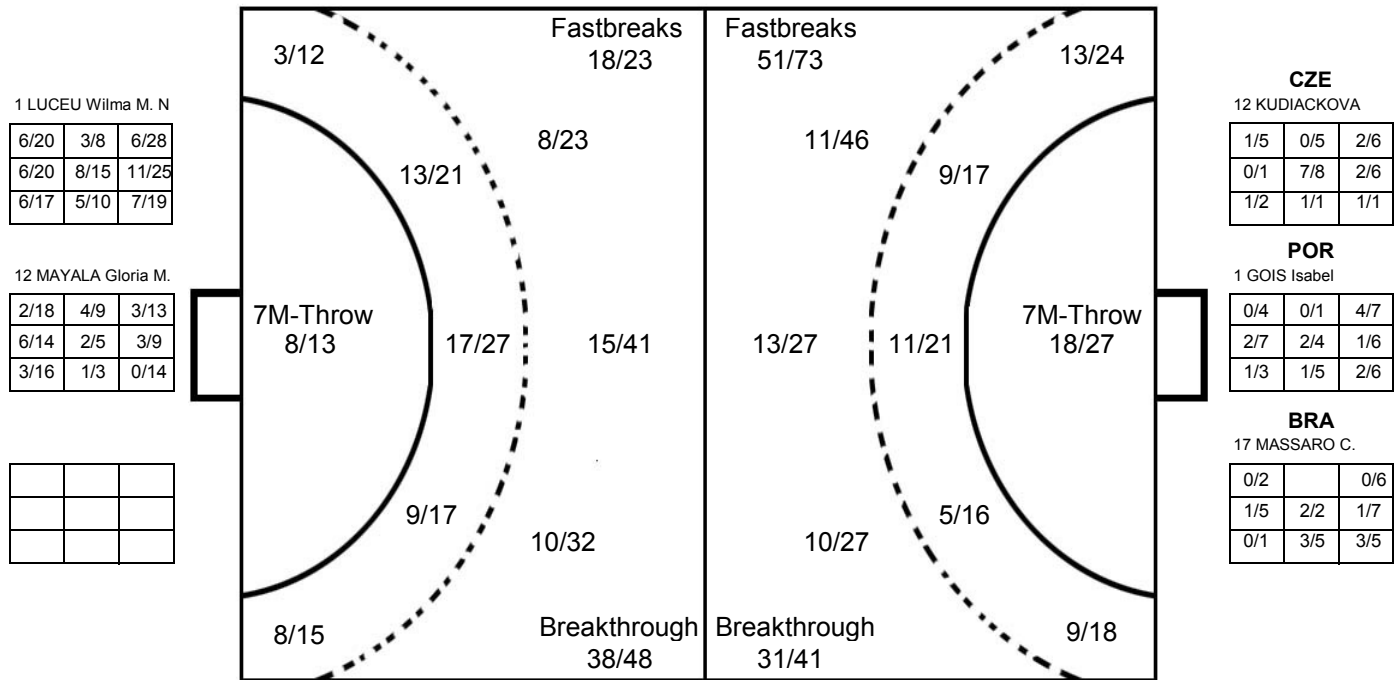 1 LUCEU Wilma M. N
6/20 3/8 6/28
6/20 8/15 11/25
6/17 5/10 7/19
12 MAYALA Gloria M.
2/18 4/9 3/13
6/14 2/5 3/9
3/16 1/3 0/14
Fastbreaks
18/23
3/12
8/23
13/21
7M-Throw
8/13
17/27
15/41
9/17
10/32
8/15
Breakthrough
38/48
Fastbreaks
51/73
13/24
11/46
9/17
13/27
11/21
7M-Throw
18/27
5/16
10/27
9/18
Breakthrough
31/41
CZE
12 KUDIACKOVA
1/5 0/5 2/6
0/1 7/8 2/6
1/2 1/1 1/1
POR
1 GOIS Isabel
0/4 0/1 4/7
2/7 2/4 1/6
1/3 1/5 2/6
BRA
17 MASSARO C.
0/2 0/6
1/5 2/2 1/7
0/1 3/5 3/5